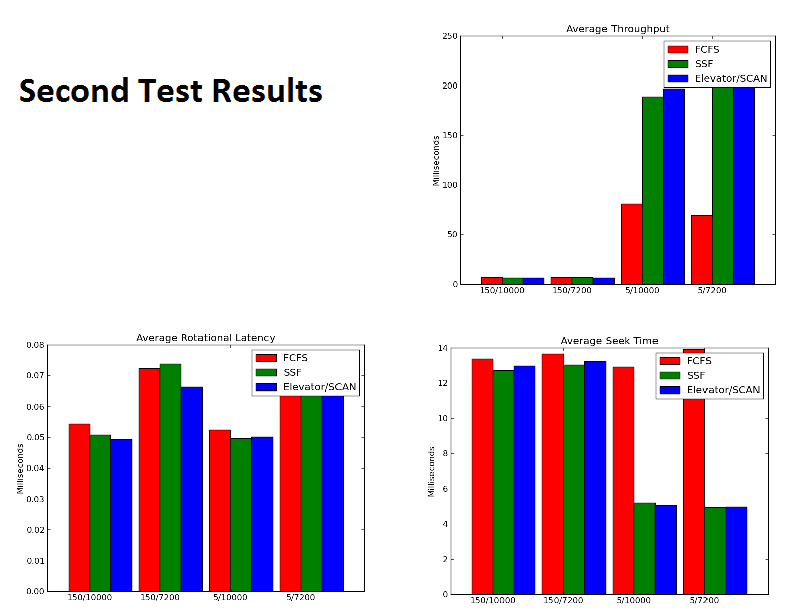 Second Test Results
Average Throughput
FCFS
SSF
Elevator/SCAN
Milliseconds
250
200
150
100
50
0
150/10000 150/7200 5/10000 5/7200
Average Rotational Latency
FCFS
SSF
Elevator/SCAN
Milliseconds
0.08
0.07
0.06
0.05
0.04
0.03
0.02
0.01
0.00
150/10000 150/7200 5/10000 5/7200
Average Seek Time
FCFS
SSF
Elevator/SCAN
Milliseconds
14
12
10
8
6
4
2
0
150/10000 150/7200 5/10000 5/7200